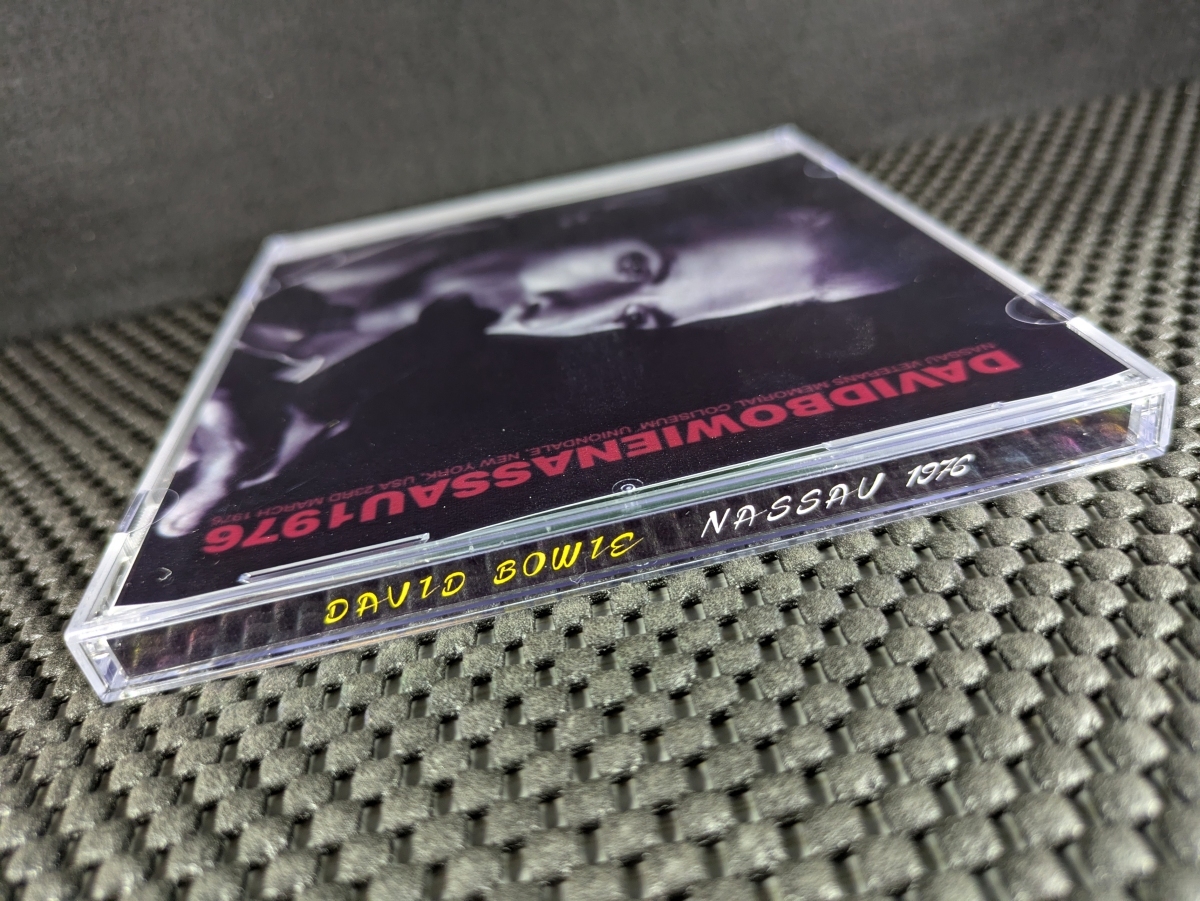 DAVIDBOWIENASSAU1976
NASSAU VETERANS MEMORIAL COLISEUM' UNIONDALE, NEW YORK, USA 23RD MARCH 1976
DAVID BOWIE NASSAU 1976